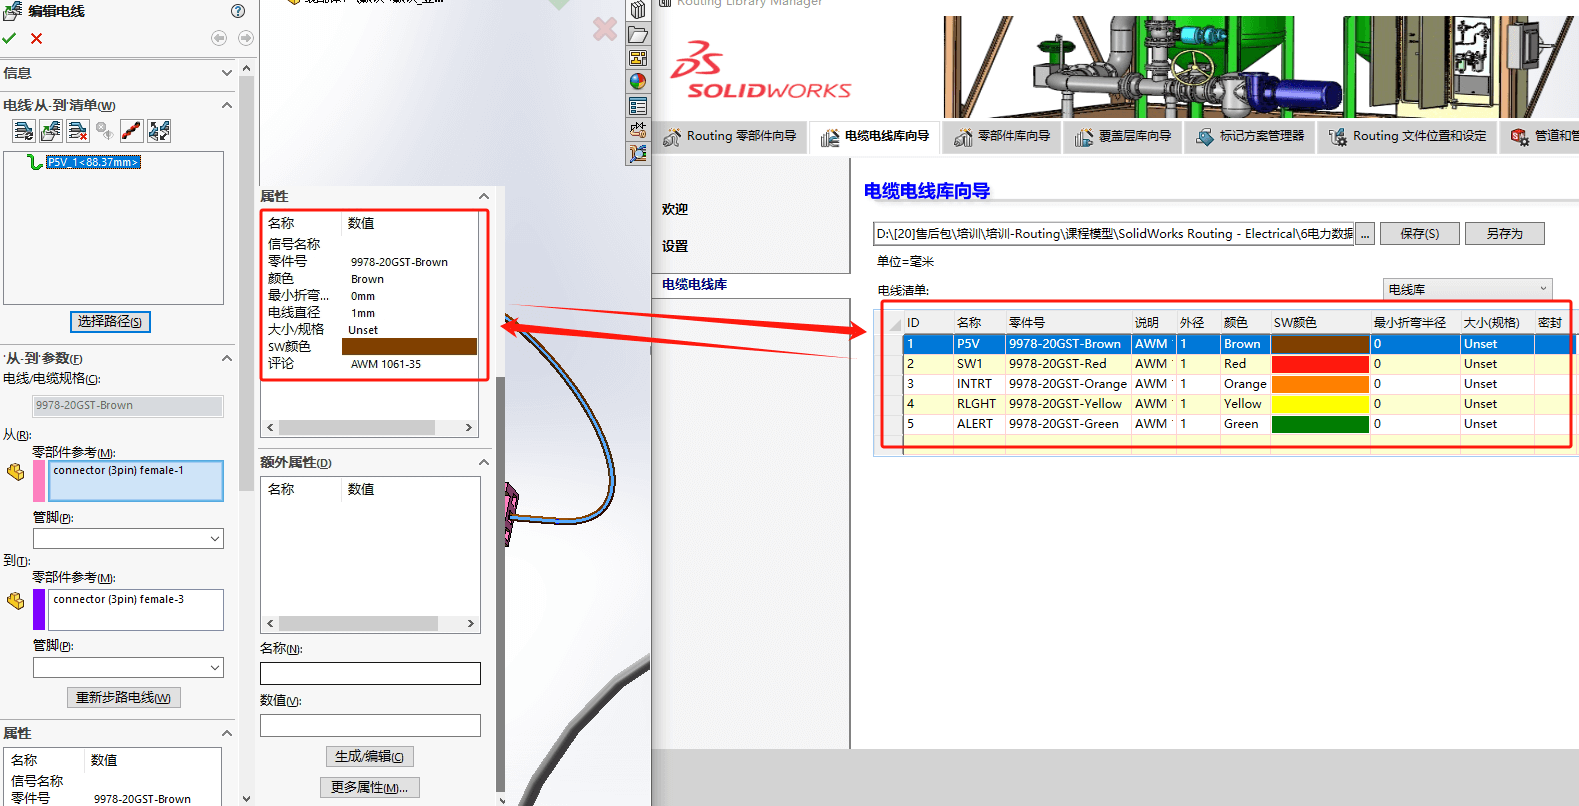 编辑电线
信息
电线'从-到'清单(W)
P5V_1<88.37mm>
选择路径(S)
'从-到'参数(F)
电线/电缆规格(C):
9978-20GST-Brown
从(R):
零部件参考(M):
connector (3pin) female-1
管脚(P):
到(T):
零部件参考(M):
connector (3pin) female-3
管脚(P):
重新步路电线(W)
属性
名称 数值
信号名称
零件号 9978-20GST-Brown
属性
名称 数值
信号名称
零件号 9978-20GST-Brown
颜色 Brown
最小折弯... 0mm
电线直径 1mm
大小/规格 Unset
SW颜色
评论 AWM 1061-35
额外属性(D)
名称 数值
名称(N):
数值(V):
生成/编辑(C)
更多属性(M)...
Routing Library Manager
SOLIDWORKS
Routing 零部件向导 电缆电线库向导 零部件库向导 覆盖层库向导 标记方案管理器 Routing 文件位置和设定 管道和管
欢迎
设置
电缆电线库
电缆电线库向导
D:\[20]售后包\培训\培训-Routing\课程模型\SolidWorks Routing - Electrical\6电力数据 ... 保存(S) 另存为
单位=毫米
电线清单: 电线库
ID 名称 零件号 说明 外径 颜色 SW颜色 最小折弯半径 大小(规格) 密封
1 P5V 9978-20GST-Brown AWM 1 Brown 0 Unset
2 SW1 9978-20GST-Red AWM 1 Red 0 Unset
3 INTRT 9978-20GST-Orange AWM 1 Orange 0 Unset
4 RLGHT 9978-20GST-Yellow AWM 1 Yellow 0 Unset
5 ALERT 9978-20GST-Green AWM 1 Green 0 Unset